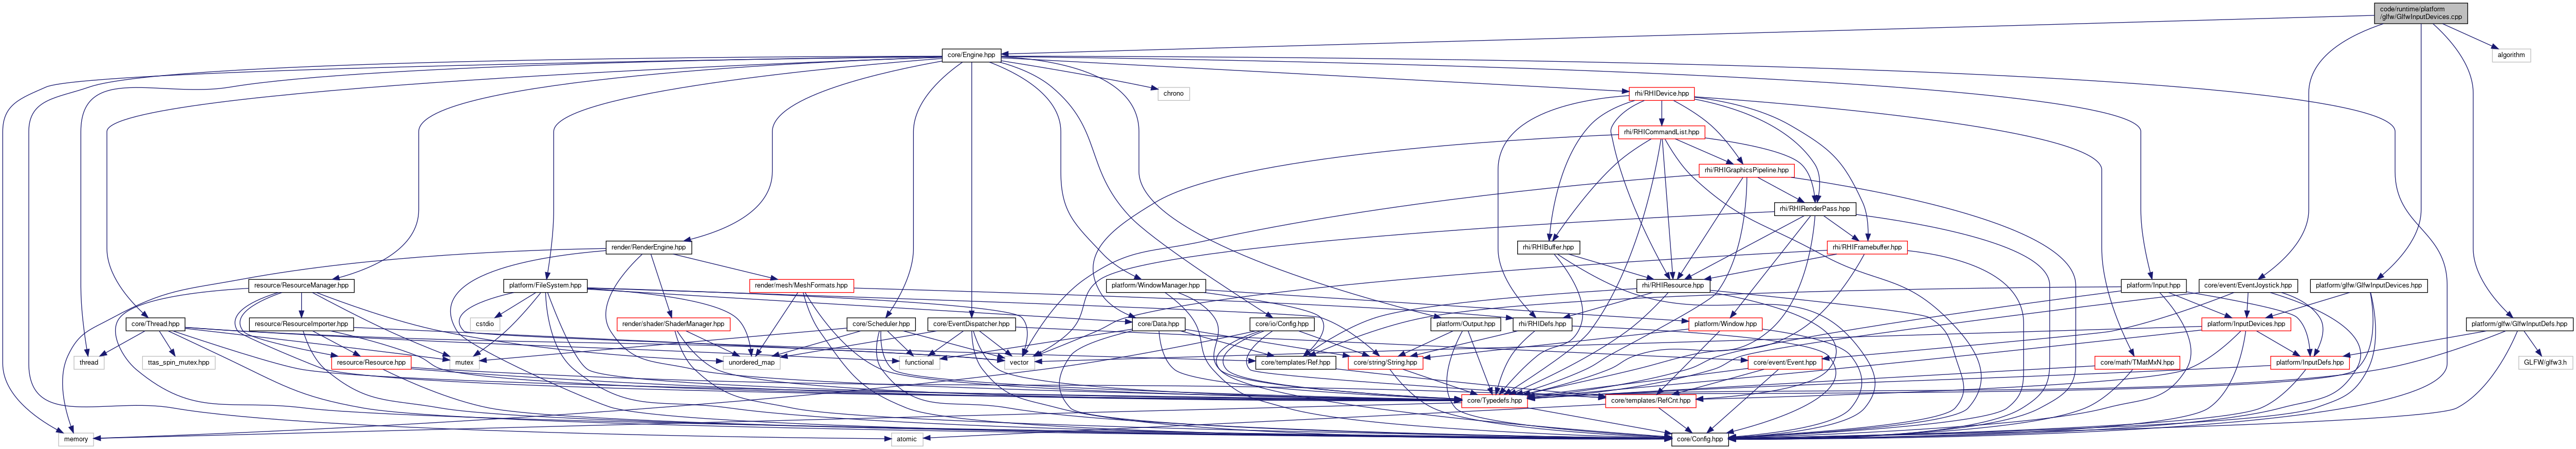 code/runtime/platform
/glfw/GlfwInputDevices.cpp
core/Engine.hpp
algorithm
chrono
rhi/RHIDevice.hpp
rhi/RHICommandList.hpp
rhi/RHIGraphicsPipeline.hpp
rhi/RHIRenderPass.hpp
render/RenderEngine.hpp
rhi/RHIBuffer.hpp
rhi/RHIFramebuffer.hpp
resource/ResourceManager.hpp
platform/FileSystem.hpp
render/mesh/MeshFormats.hpp
platform/WindowManager.hpp
rhi/RHIResource.hpp
platform/Input.hpp
core/event/EventJoystick.hpp
platform/glfw/GlfwInputDevices.hpp
core/Thread.hpp
resource/ResourceImporter.hpp
cstdio
render/shader/ShaderManager.hpp
core/Scheduler.hpp
core/EventDispatcher.hpp
core/Data.hpp
core/io/Config.hpp
platform/Output.hpp
rhi/RHIDefs.hpp
platform/Window.hpp
platform/InputDevices.hpp
platform/glfw/GlfwInputDefs.hpp
thread
ttas_spin_mutex.hpp
resource/Resource.hpp
mutex
unordered_map
functional
vector
core/templates/Ref.hpp
core/string/String.hpp
core/event/Event.hpp
core/math/TMatMxN.hpp
platform/InputDefs.hpp
GLFW/glfw3.h
core/Typedefs.hpp
core/templates/RefCnt.hpp
memory
atomic
core/Config.hpp